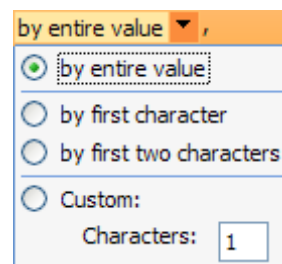 by entire value ,
by entire value
by first character
by first two characters
Custom:
Characters: 1